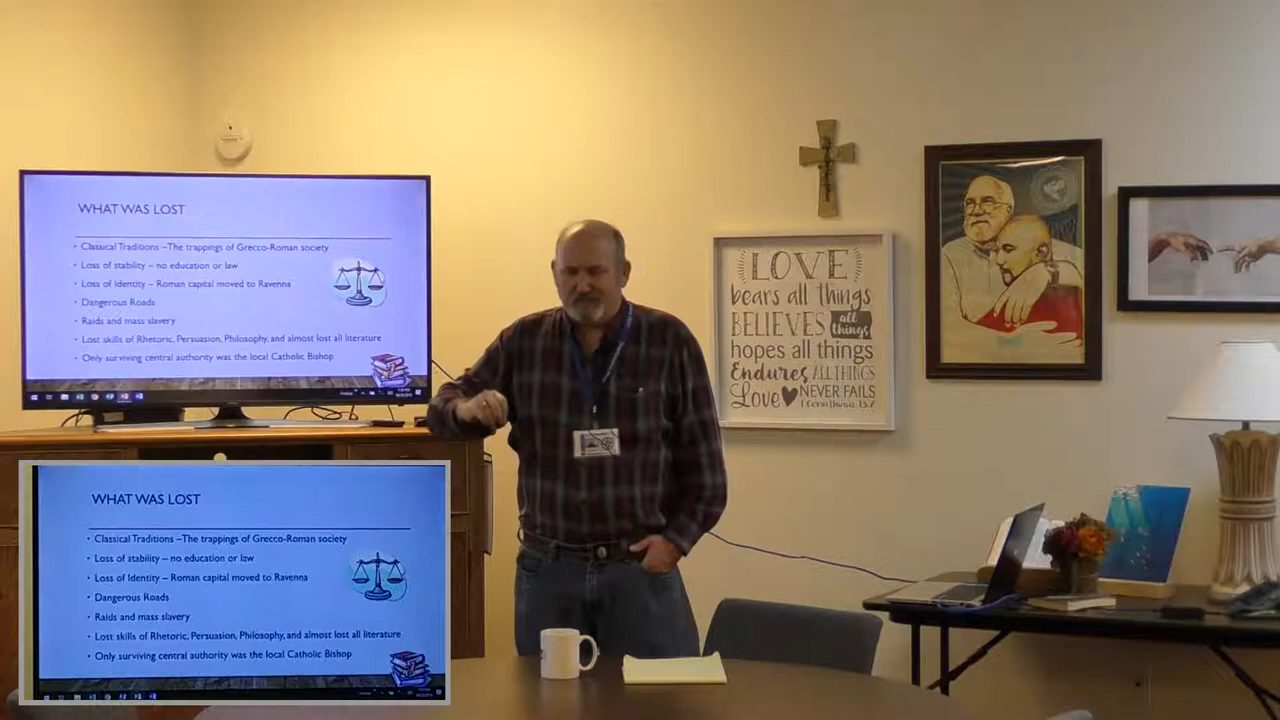 WHAT WAS LOST
• Classical Traditions –The trappings of Grecco-Roman society
• Loss of stability – no education or law
• Loss of Identity – Roman capital moved to Ravenna
• Dangerous Roads
• Raids and mass slavery
• Lost skills of Rhetoric, Persuasion, Philosophy, and almost lost all literature
• Only surviving central authority was the local Catholic Bishop
LOVE
bears all things
BELIEVES all things
hopes all things
Endures ALL THINGS
Love NEVER FAILS
1 Corinthians 13:7
WHAT WAS LOST
• Classical Traditions –The trappings of Grecco-Roman
society
• Loss of stability – no education or law
• Loss of Identity – Roman capital moved to Ravenna
• Dangerous Roads
• Raids and mass slavery
• Lost skills of Rhetoric, Persuasion, Philosophy, and almost lost all literature
• Only surviving central authority was the local Catholic Bishop